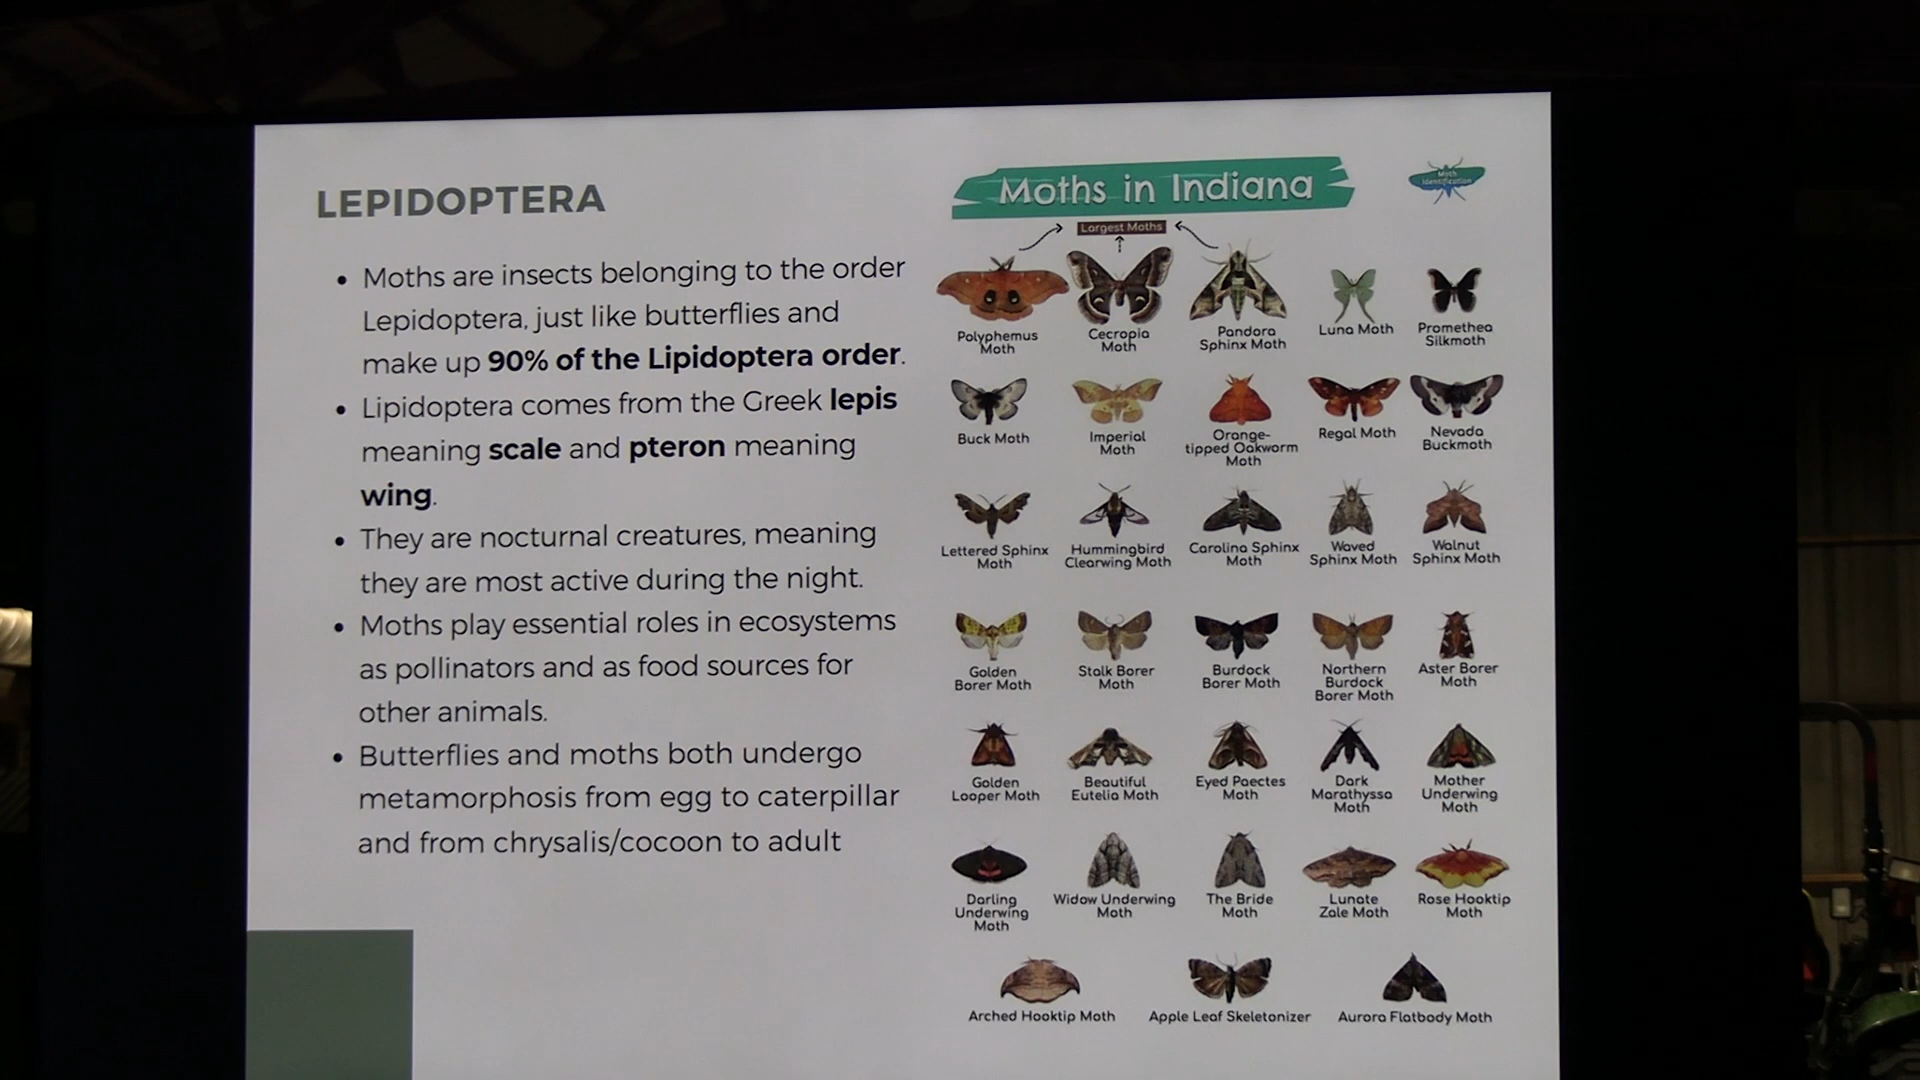 LEPIDOPTERA
• Moths are insects belonging to the order
Lepidoptera, just like butterflies and
make up 90% of the Lipidoptera order.
• Lipidoptera comes from the Greek lepis
meaning scale and pteron meaning
wing.
• They are nocturnal creatures, meaning
they are most active during the night.
• Moths play essential roles in ecosystems
as pollinators and as food sources for
other animals.
• Butterflies and moths both undergo
metamorphosis from egg to caterpillar
and from chrysalis/cocoon to adult
Moths in Indiana
Moth
Identification
Largest Moths
Polyphemus
Moth
Cecropia
Moth
Pandora
Sphinx Moth
Luna Moth
Promethea
Silkmoth
Buck Moth
Imperial
Moth
Orange-
tipped Oakworm
Moth
Regal Moth
Nevada
Buckmoth
Lettered Sphinx
Moth
Hummingbird
Clearwing Moth
Carolina Sphinx
Moth
Waved
Sphinx Moth
Walnut
Sphinx Moth
Golden
Borer Moth
Stalk Borer
Moth
Burdock
Borer Moth
Northern
Burdock
Borer Moth
Aster Borer
Moth
Golden
Looper Moth
Beautiful
Eutelia Moth
Eyed Paectes
Moth
Dark
Marathyssa
Moth
Mother
Underwing
Moth
Darling
Underwing
Moth
Widow Underwing
Moth
The Bride
Moth
Lunate
Zale Moth
Rose Hooktip
Moth
Arched Hooktip Moth
Apple Leaf Skeletonizer
Aurora Flatbody Moth